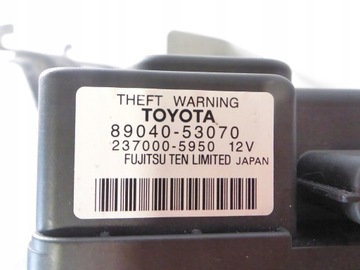 THEFT WARNING
TOYOTA
89040-53070
237000-5950 12V
FUJITSU TEN LIMITED JAPAN